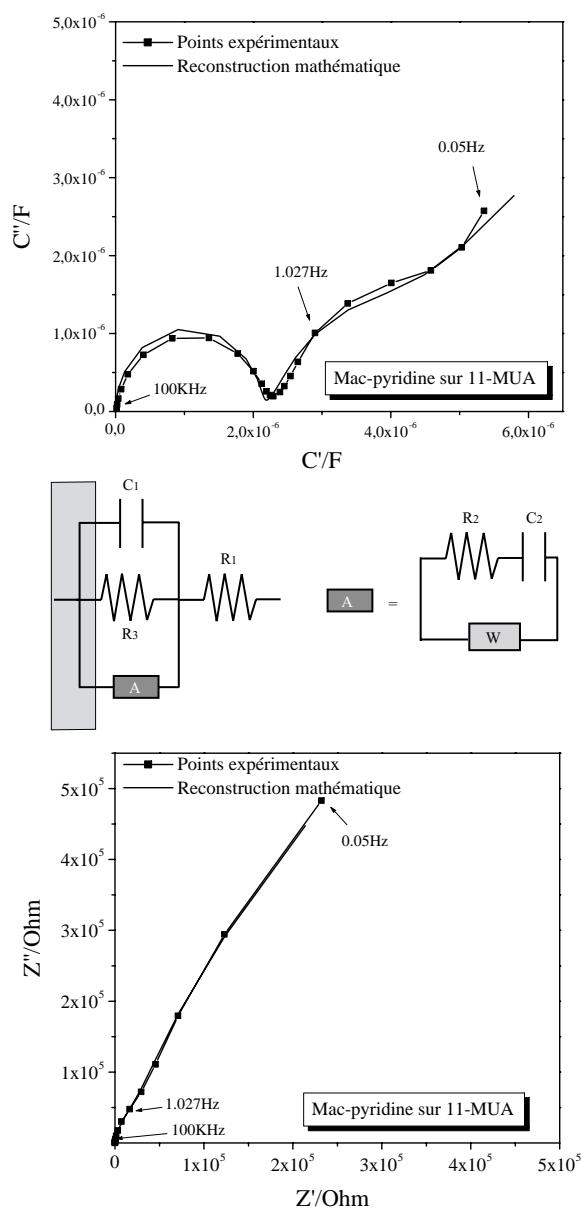 5,0x10⁻⁶
4,0x10⁻⁶
3,0x10⁻⁶
2,0x10⁻⁶
1,0x10⁻⁶
0,0
C''/F
Points expérimentaux
Reconstruction mathématique
0.05Hz
1.027Hz
100KHz
Mac-pyridine sur 11-MUA
0,0 2,0x10⁻⁶ 4,0x10⁻⁶ 6,0x10⁻⁶
C'/F
C1
R1
R3
A
A =
R2 C2
W
Points expérimentaux
Reconstruction mathématique
5x10⁵
4x10⁵
3x10⁵
2x10⁵
1x10⁵
0
Z''/Ohm
0.05Hz
1.027Hz
100KHz
Mac-pyridine sur 11-MUA
0 1x10⁵ 2x10⁵ 3x10⁵ 4x10⁵ 5x10⁵
Z'/Ohm